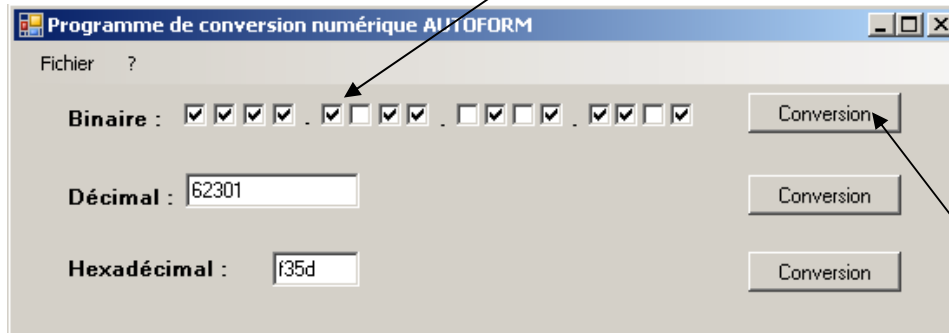 Programme de conversion numérique AUTOFORM
Fichier ?
Binaire : . . . Conversion
Décimal : 62301 Conversion
Hexadécimal : f35d Conversion